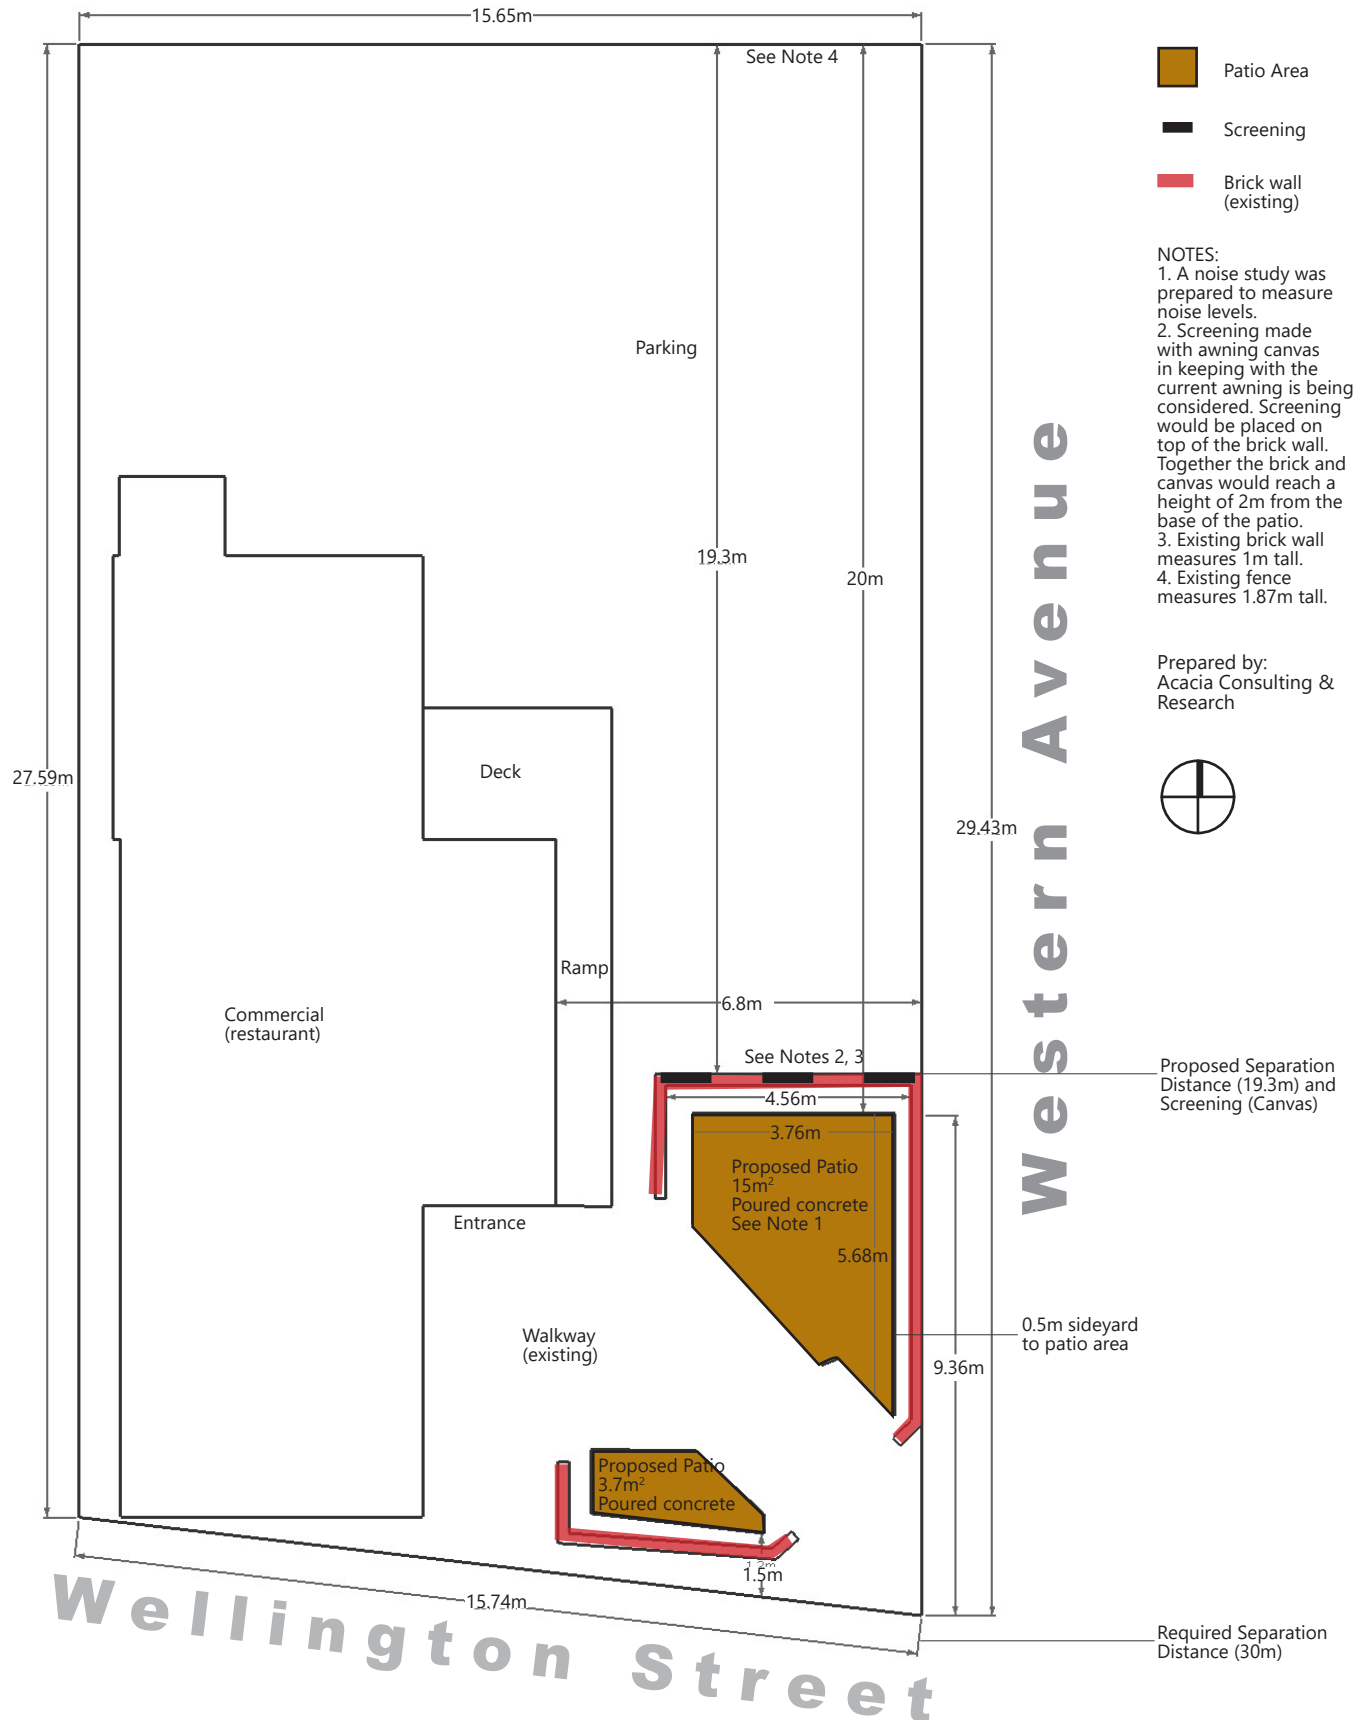 15.65m
See Note 4
Patio Area
Screening
Brick wall
(existing)
NOTES:
1. A noise study was
prepared to measure
noise levels.
2. Screening made
with awning canvas
in keeping with the
current awning is being
considered. Screening
would be placed on
top of the brick wall.
Together the brick and
canvas would reach a
height of 2m from the
base of the patio.
3. Existing brick wall
measures 1m tall.
4. Existing fence
measures 1.87m tall.
Prepared by:
Acacia Consulting &
Research
Parking
19.3m
20m
27.59m
Deck
29.43m
Western Avenue
Ramp
6.8m
Commercial
(restaurant)
See Notes 2, 3
4.56m
Proposed Separation
Distance (19.3m) and
Screening (Canvas)
3.76m
Proposed Patio
15m²
Poured concrete
See Note 1
5.68m
Entrance
Walkway
(existing)
0.5m sideyard
to patio area
9.36m
Proposed Patio
3.7m²
Poured concrete
1.5m
15.74m
Wellington Street
Required Separation
Distance (30m)